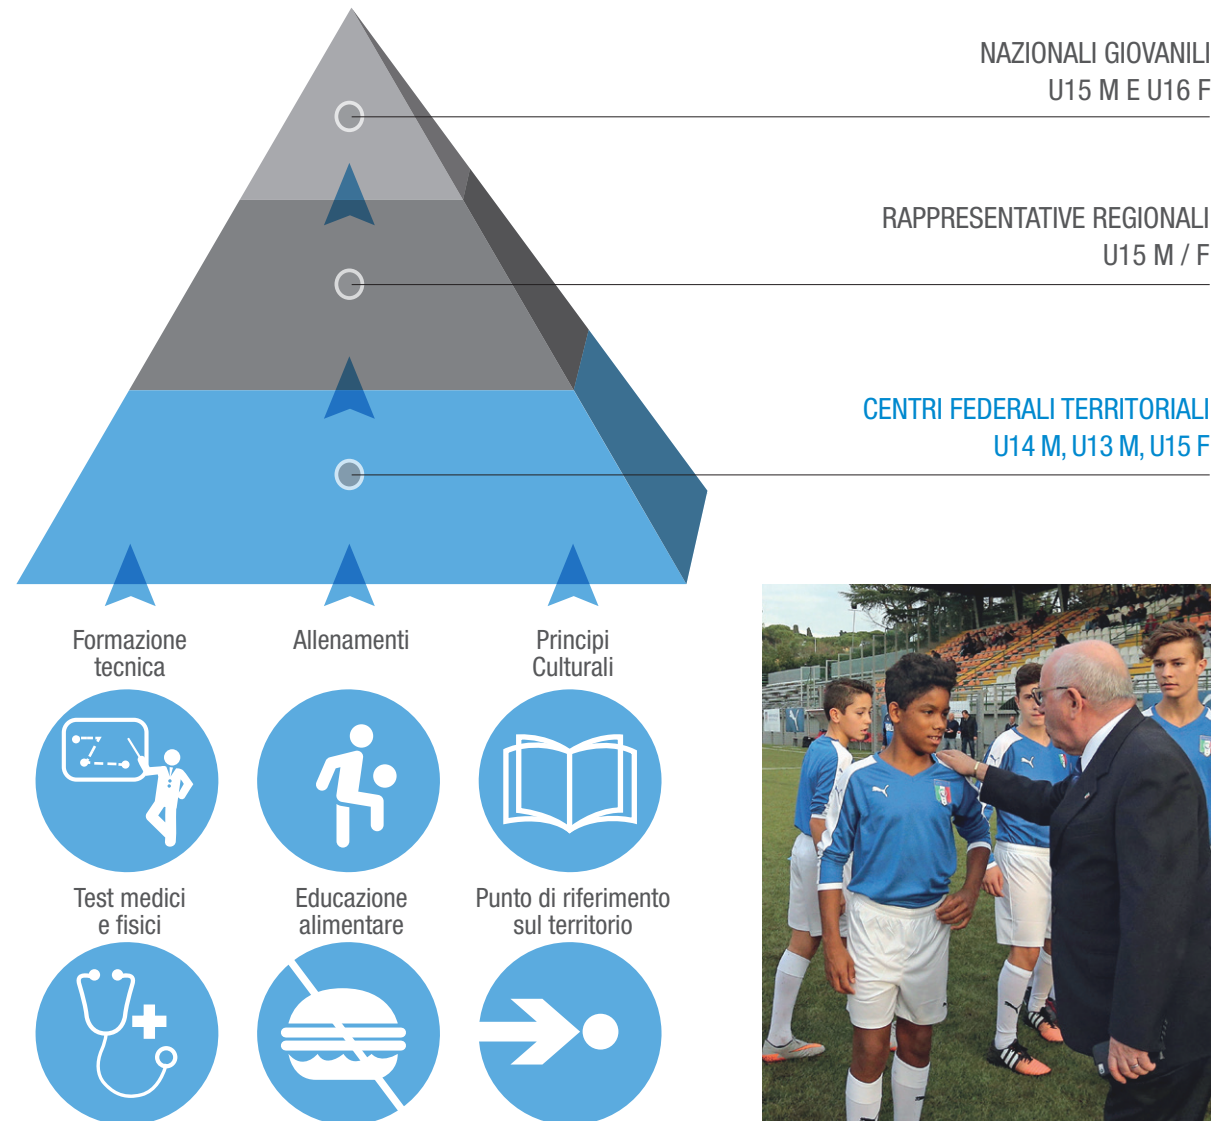 NAZIONALI GIOVANILI
U15 M E U16 F
RAPPRESENTATIVE REGIONALI
U15 M / F
CENTRI FEDERALI TERRITORIALI
U14 M, U13 M, U15 F
Formazione
tecnica
Allenamenti
Principi
Culturali
Test medici
e fisici
Educazione
alimentare
Punto di riferimento
sul territorio